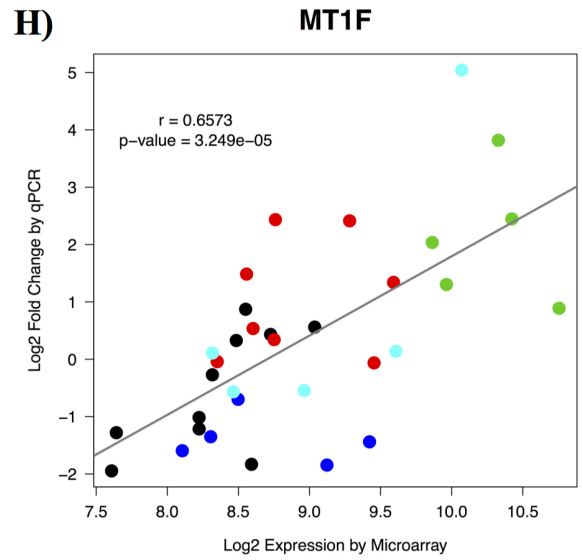 H)
MT1F
r = 0.6573
p−value = 3.249e−05
Log2 Fold Change by qPCR
5
4
3
2
1
0
−1
−2
7.5 8.0 8.5 9.0 9.5 10.0 10.5
Log2 Expression by Microarray